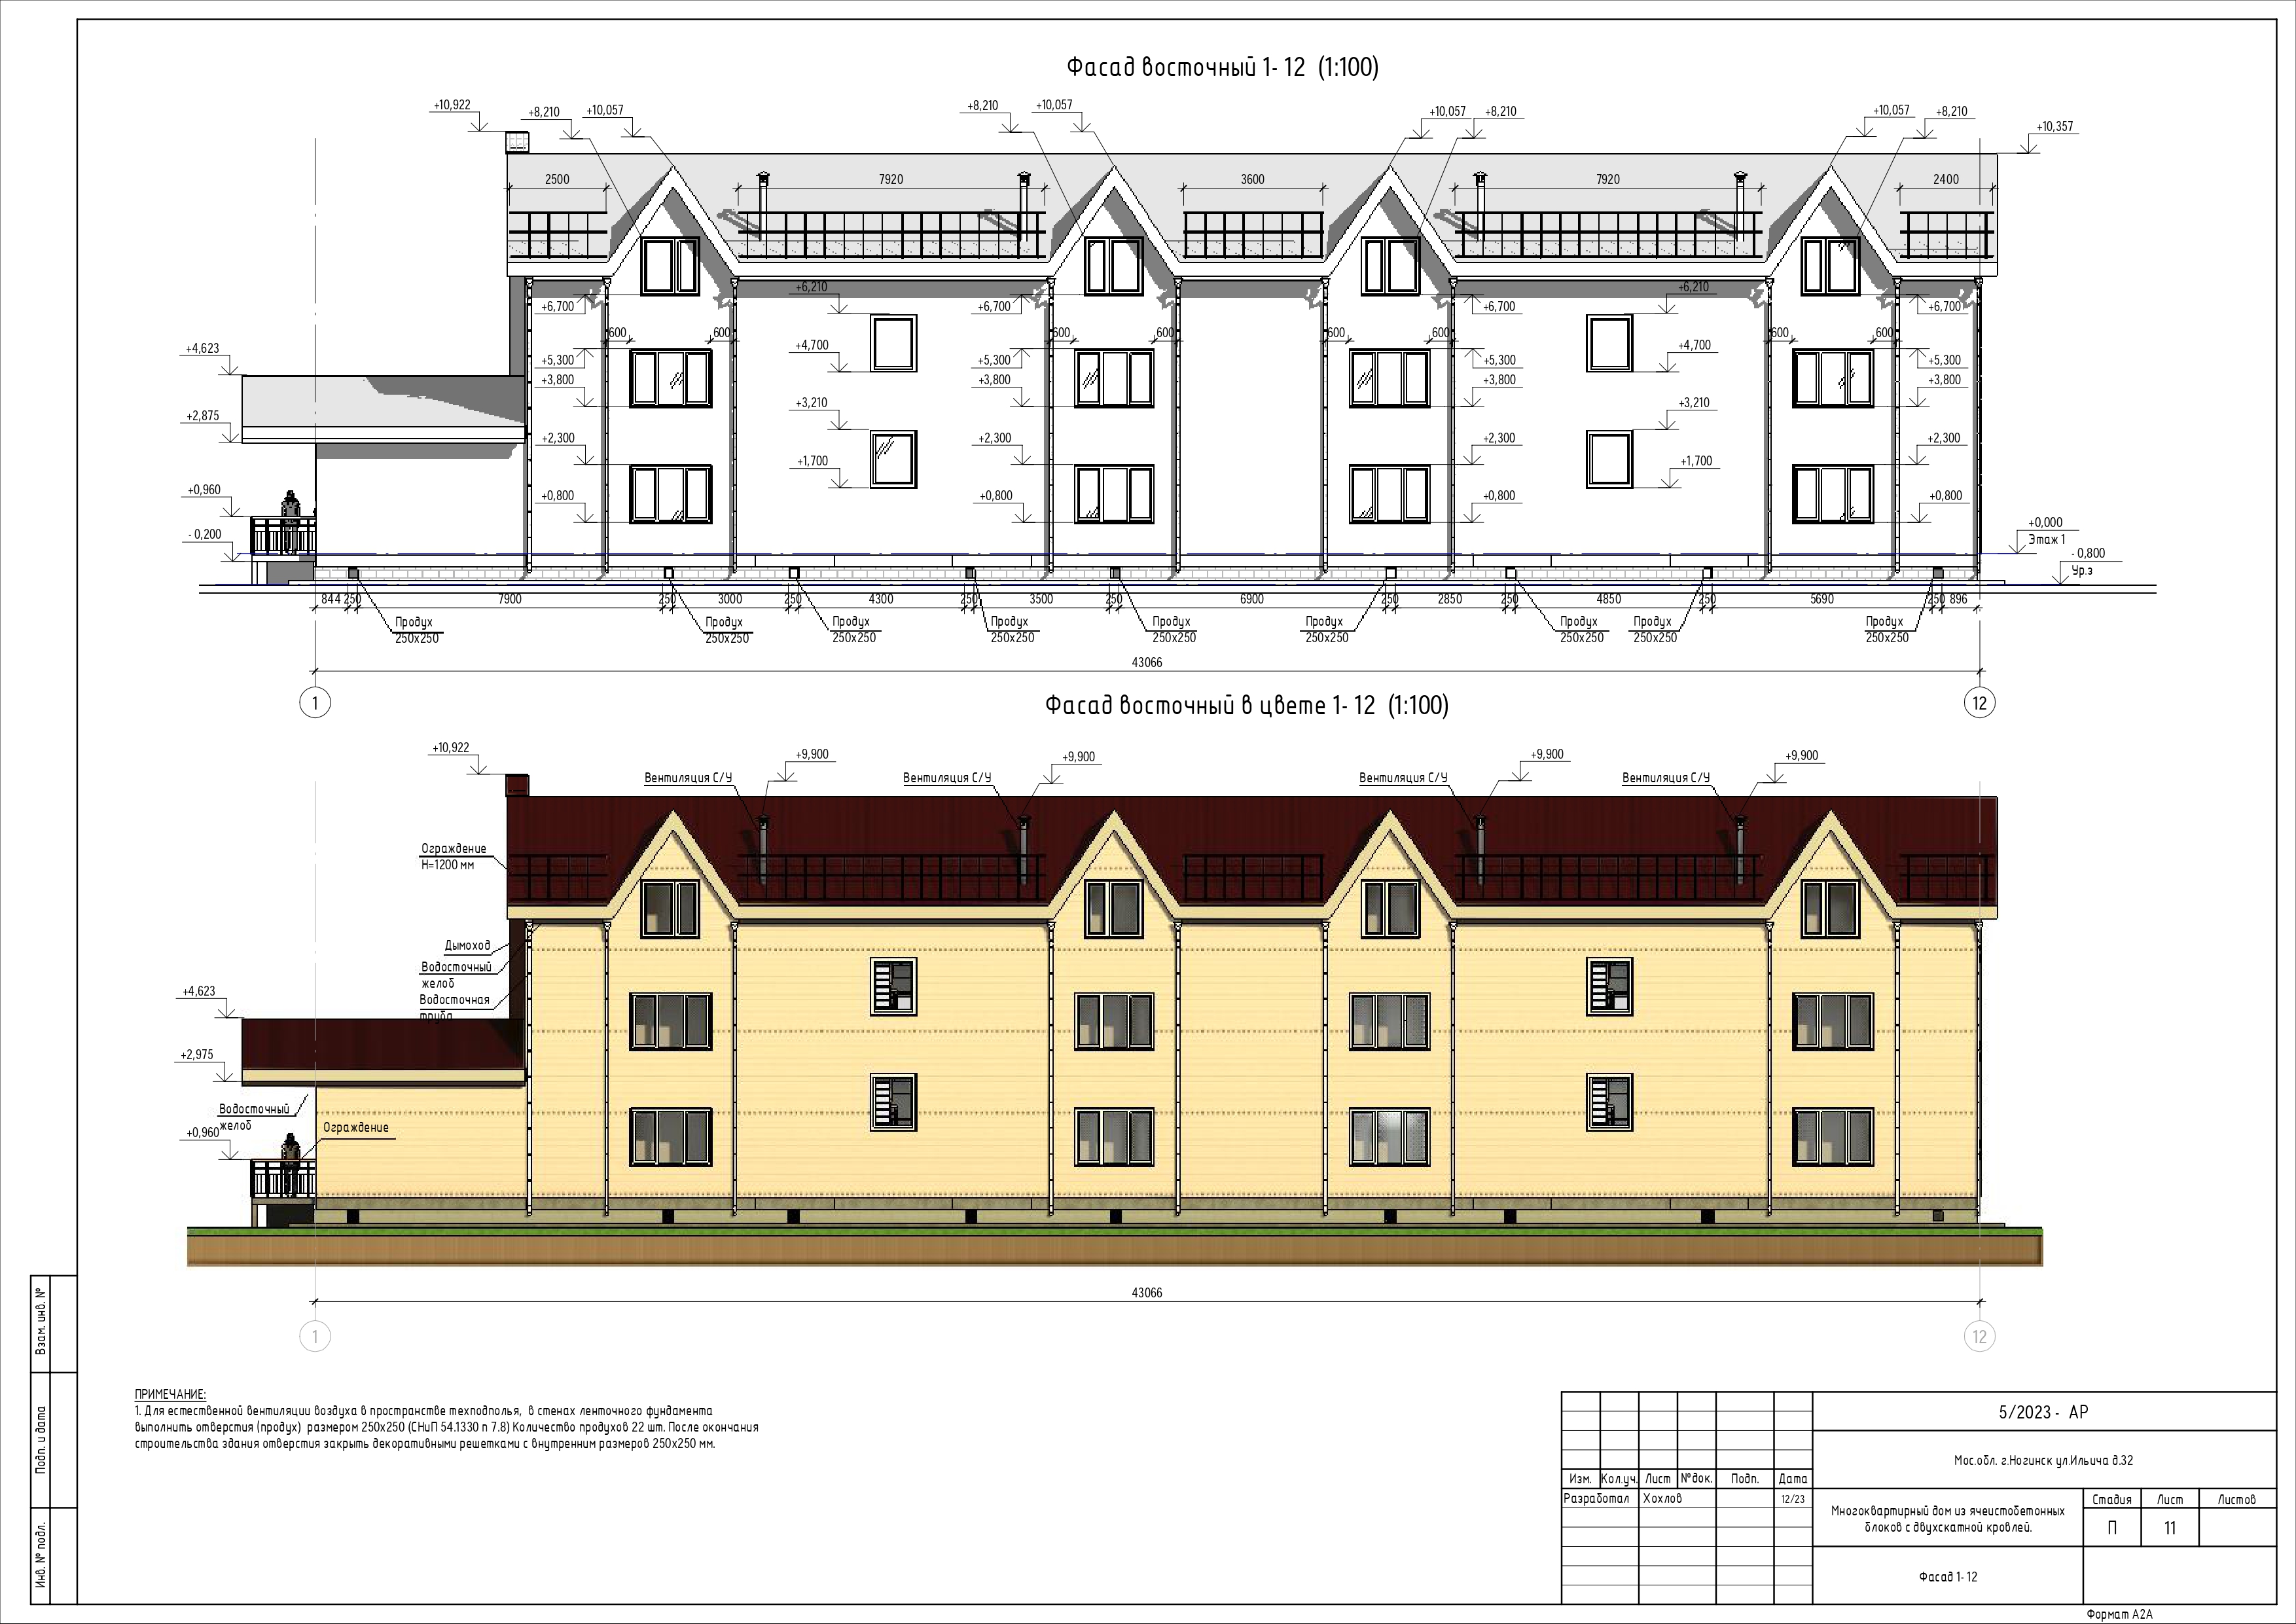 Фасад восточный 1- 12 (1:100)
+10,922
+8,210
+10,057
+8,210
+10,057
+10,057
+8,210
+10,057
+8,210
+10,357
2500
7920
3600
7920
2400
+6,700
+6,210
+6,700
+6,700
+6,210
+6,700
600
600
600
600
600
600
600
600
+4,623
+5,300
+4,700
+5,300
+5,300
+4,700
+5,300
+3,800
+3,800
+3,800
+3,800
+2,875
+3,210
+3,210
+2,300
+2,300
+2,300
+2,300
+1,700
+1,700
+0,960
+0,800
+0,800
+0,800
+0,800
- 0,200
+0,000
Этаж 1
- 0,800
Ур.з
844 250 7900 250 3000 250 4300 250 3500 250 6900 250 2850 250 4850 250 5690 250 896
Продух Продух Продух Продух Продух Продух Продух Продух Продух
250x250 250x250 250x250 250x250 250x250 250x250 250x250 250x250 250x250
43066
1 12
Фасад восточный в цвете 1- 12 (1:100)
+10,922
+9,900
+9,900
+9,900
+9,900
Вентиляция С/У
Вентиляция С/У
Вентиляция С/У
Вентиляция С/У
Ограждение
H=1200 мм
Дымоход
Водосточный
желоб
Водосточная
труба
+4,623
+2,975
Водосточный
желоб
Ограждение
+0,960
43066
1 12
ПРИМЕЧАНИЕ:
1. Для естественной вентиляции воздуха в пространстве техподполья, в стенах ленточного фундамента
выполнить отверстия (продух) размером 250x250 (СНиП 54.1330 п 7.8) Количество продухов 22 шт. После окончания
строительства здания отверстия закрыть декоративными решетками с внутренним размеров 250x250 мм.
Взам. инв. №
Подп. и дата
Инв. № подл.
5/2023 - АР
Мос.обл. г.Ногинск ул.Ильича д.32
Изм. Кол.уч. Лист №док. Подп. Дата
Разработал Хохлов 12/23
Многоквартирный дом из ячеистобетонных
блоков с двухскатной кровлей.
Стадия Лист Листов
П 11
Фасад 1- 12
Формат А2А